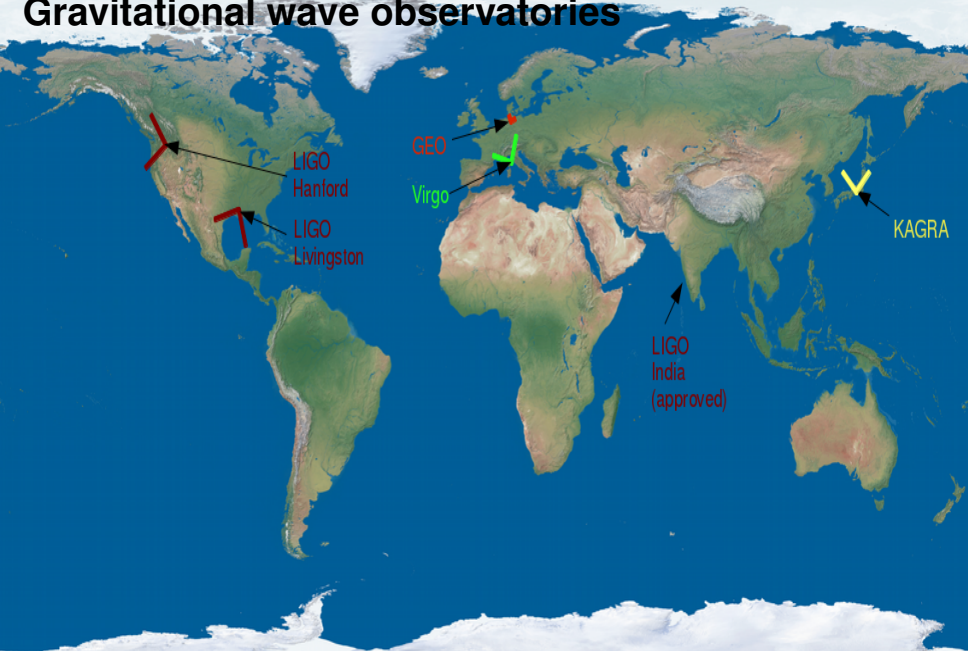 Gravitational wave observatories
GEO
LIGO
Hanford
Virgo
LIGO
Livingston
KAGRA
LIGO
India
(approved)